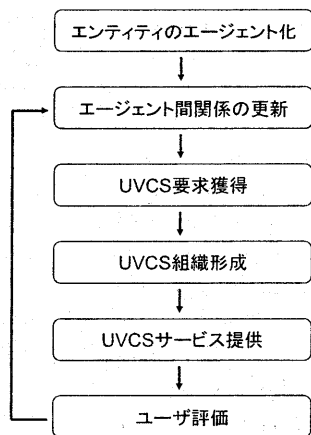 エンティティのエージェント化
エージェント間関係の更新
UVCS要求獲得
UVCS組織形成
UVCSサービス提供
ユーザ評価